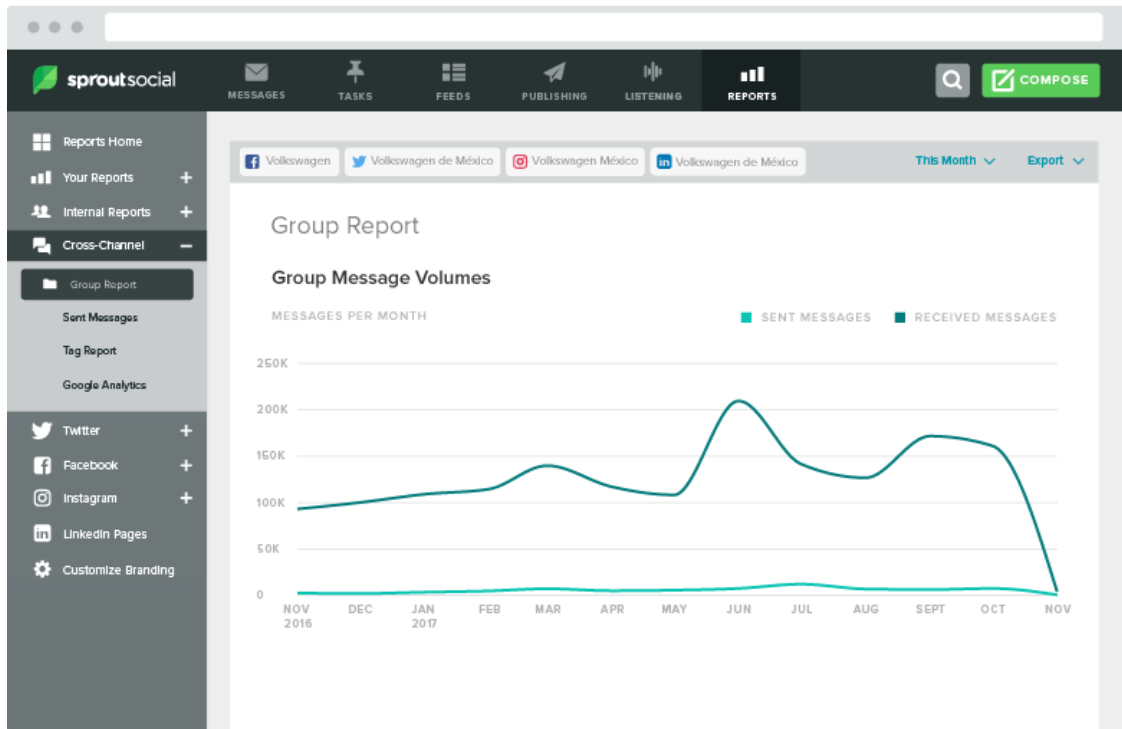 sproutsocial
MESSAGES
TASKS
FEEDS
PUBLISHING
LISTENING
REPORTS
COMPOSE
Reports Home
Your Reports
Internal Reports
Cross-Channel
Group Report
Sent Messages
Tag Report
Google Analytics
Twitter
Facebook
Instagram
LinkedIn Pages
Customize Branding
Volkswagen
Volkswagen de México
Volkswagen México
Volkswagen de México
This Month
Export
Group Report
Group Message Volumes
MESSAGES PER MONTH
SENT MESSAGES
RECEIVED MESSAGES
250K
200K
150K
100K
50K
0
NOV DEC JAN FEB MAR APR MAY JUN JUL AUG SEPT OCT NOV
2016 2017